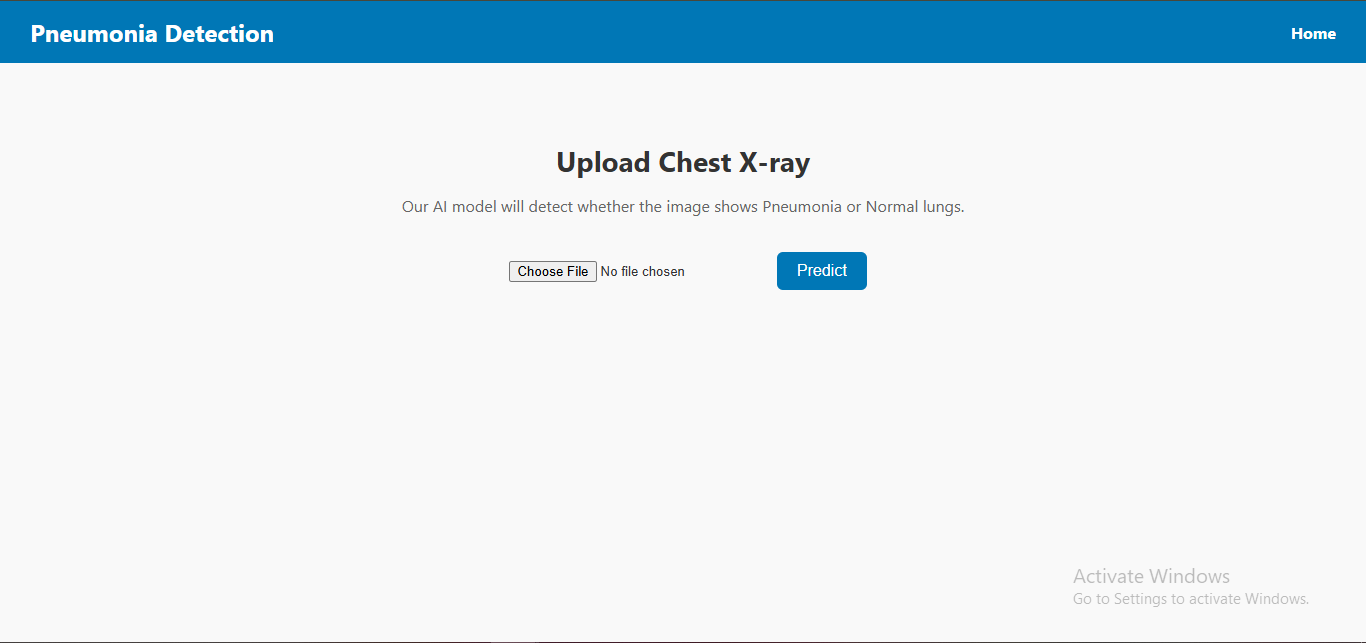 Pneumonia Detection
Home
Upload Chest X-ray
Our AI model will detect whether the image shows Pneumonia or Normal lungs.
Choose File No file chosen
Predict
Activate Windows
Go to Settings to activate Windows.